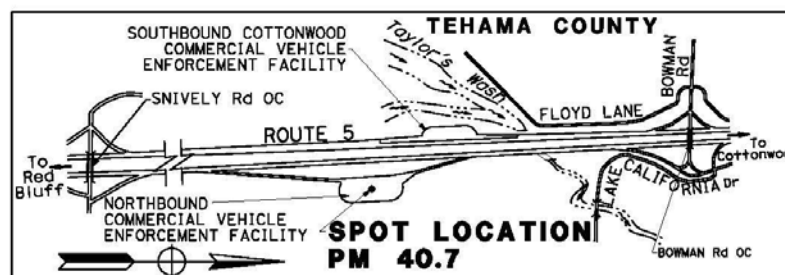 TEHAMA COUNTY
SOUTHBOUND COTTONWOOD
COMMERCIAL VEHICLE
ENFORCEMENT FACILITY
Taylor's
Wash
BOWMAN
Rd
SNIVELY Rd OC
FLOYD LANE
ROUTE 5
To
Red
Bluff
To
Cottonwood
LAKE
CALIFORNIA Dr
NORTHBOUND
COMMERCIAL VEHICLE
ENFORCEMENT FACILITY
SPOT LOCATION
PM 40.7
BOWMAN Rd OC